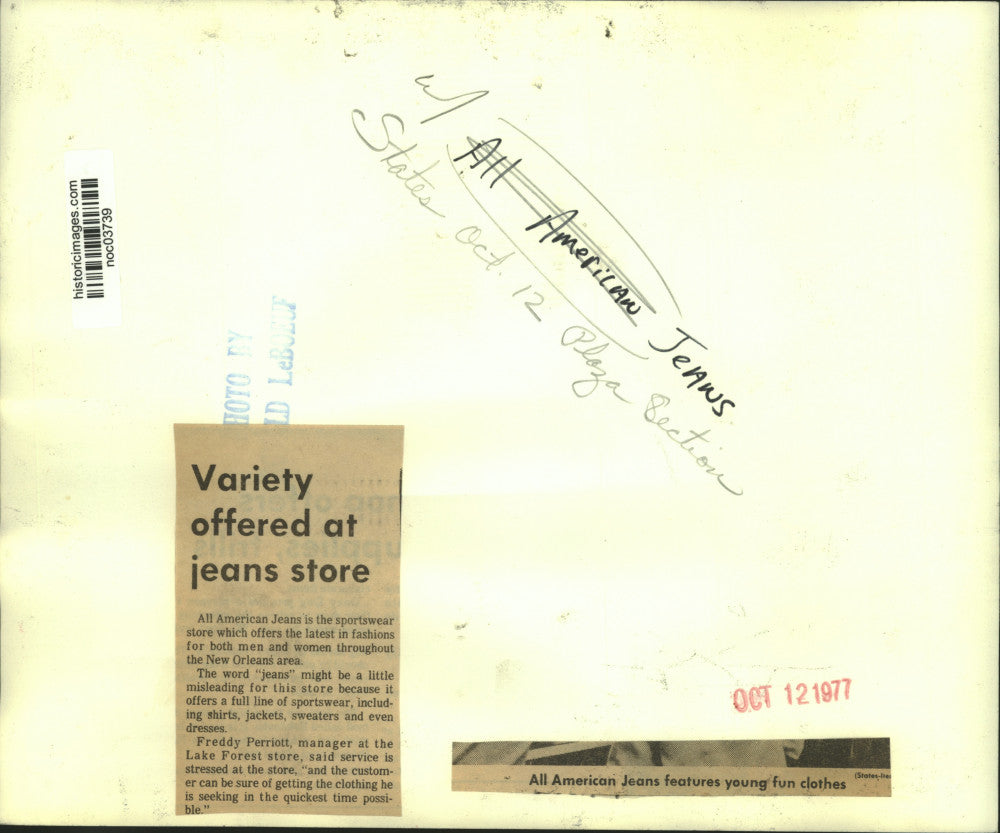 w/
All American Jeans
States Oct. 12 Plaza Section
historicimages.com
noc03739
HOTO BY
LD LeBOEUF
Variety
offered at
jeans store
All American Jeans is the sportswear
store which offers the latest in fashions
for both men and women throughout
the New Orleans area.
The word "jeans" might be a little
misleading for this store because it
offers a full line of sportswear, includ-
ing shirts, jackets, sweaters and even
dresses.
Freddy Perriott, manager at the
Lake Forest store, said service is
stressed at the store, "and the custom-
er can be sure of getting the clothing he
is seeking in the quickest time possi-
ble."
OCT 12 1977
All American Jeans features young fun clothes
(States-Ite